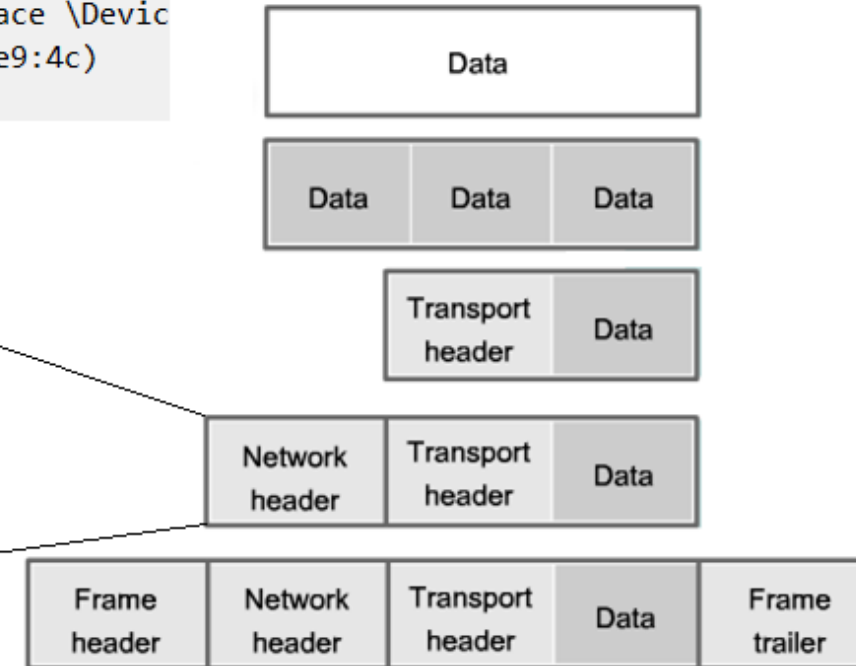 ace \Devic
e9:4c)
Data
Data Data Data
Transport
header
Data
Network
header
Transport
header
Data
Frame
header
Network
header
Transport
header
Data
Frame
trailer